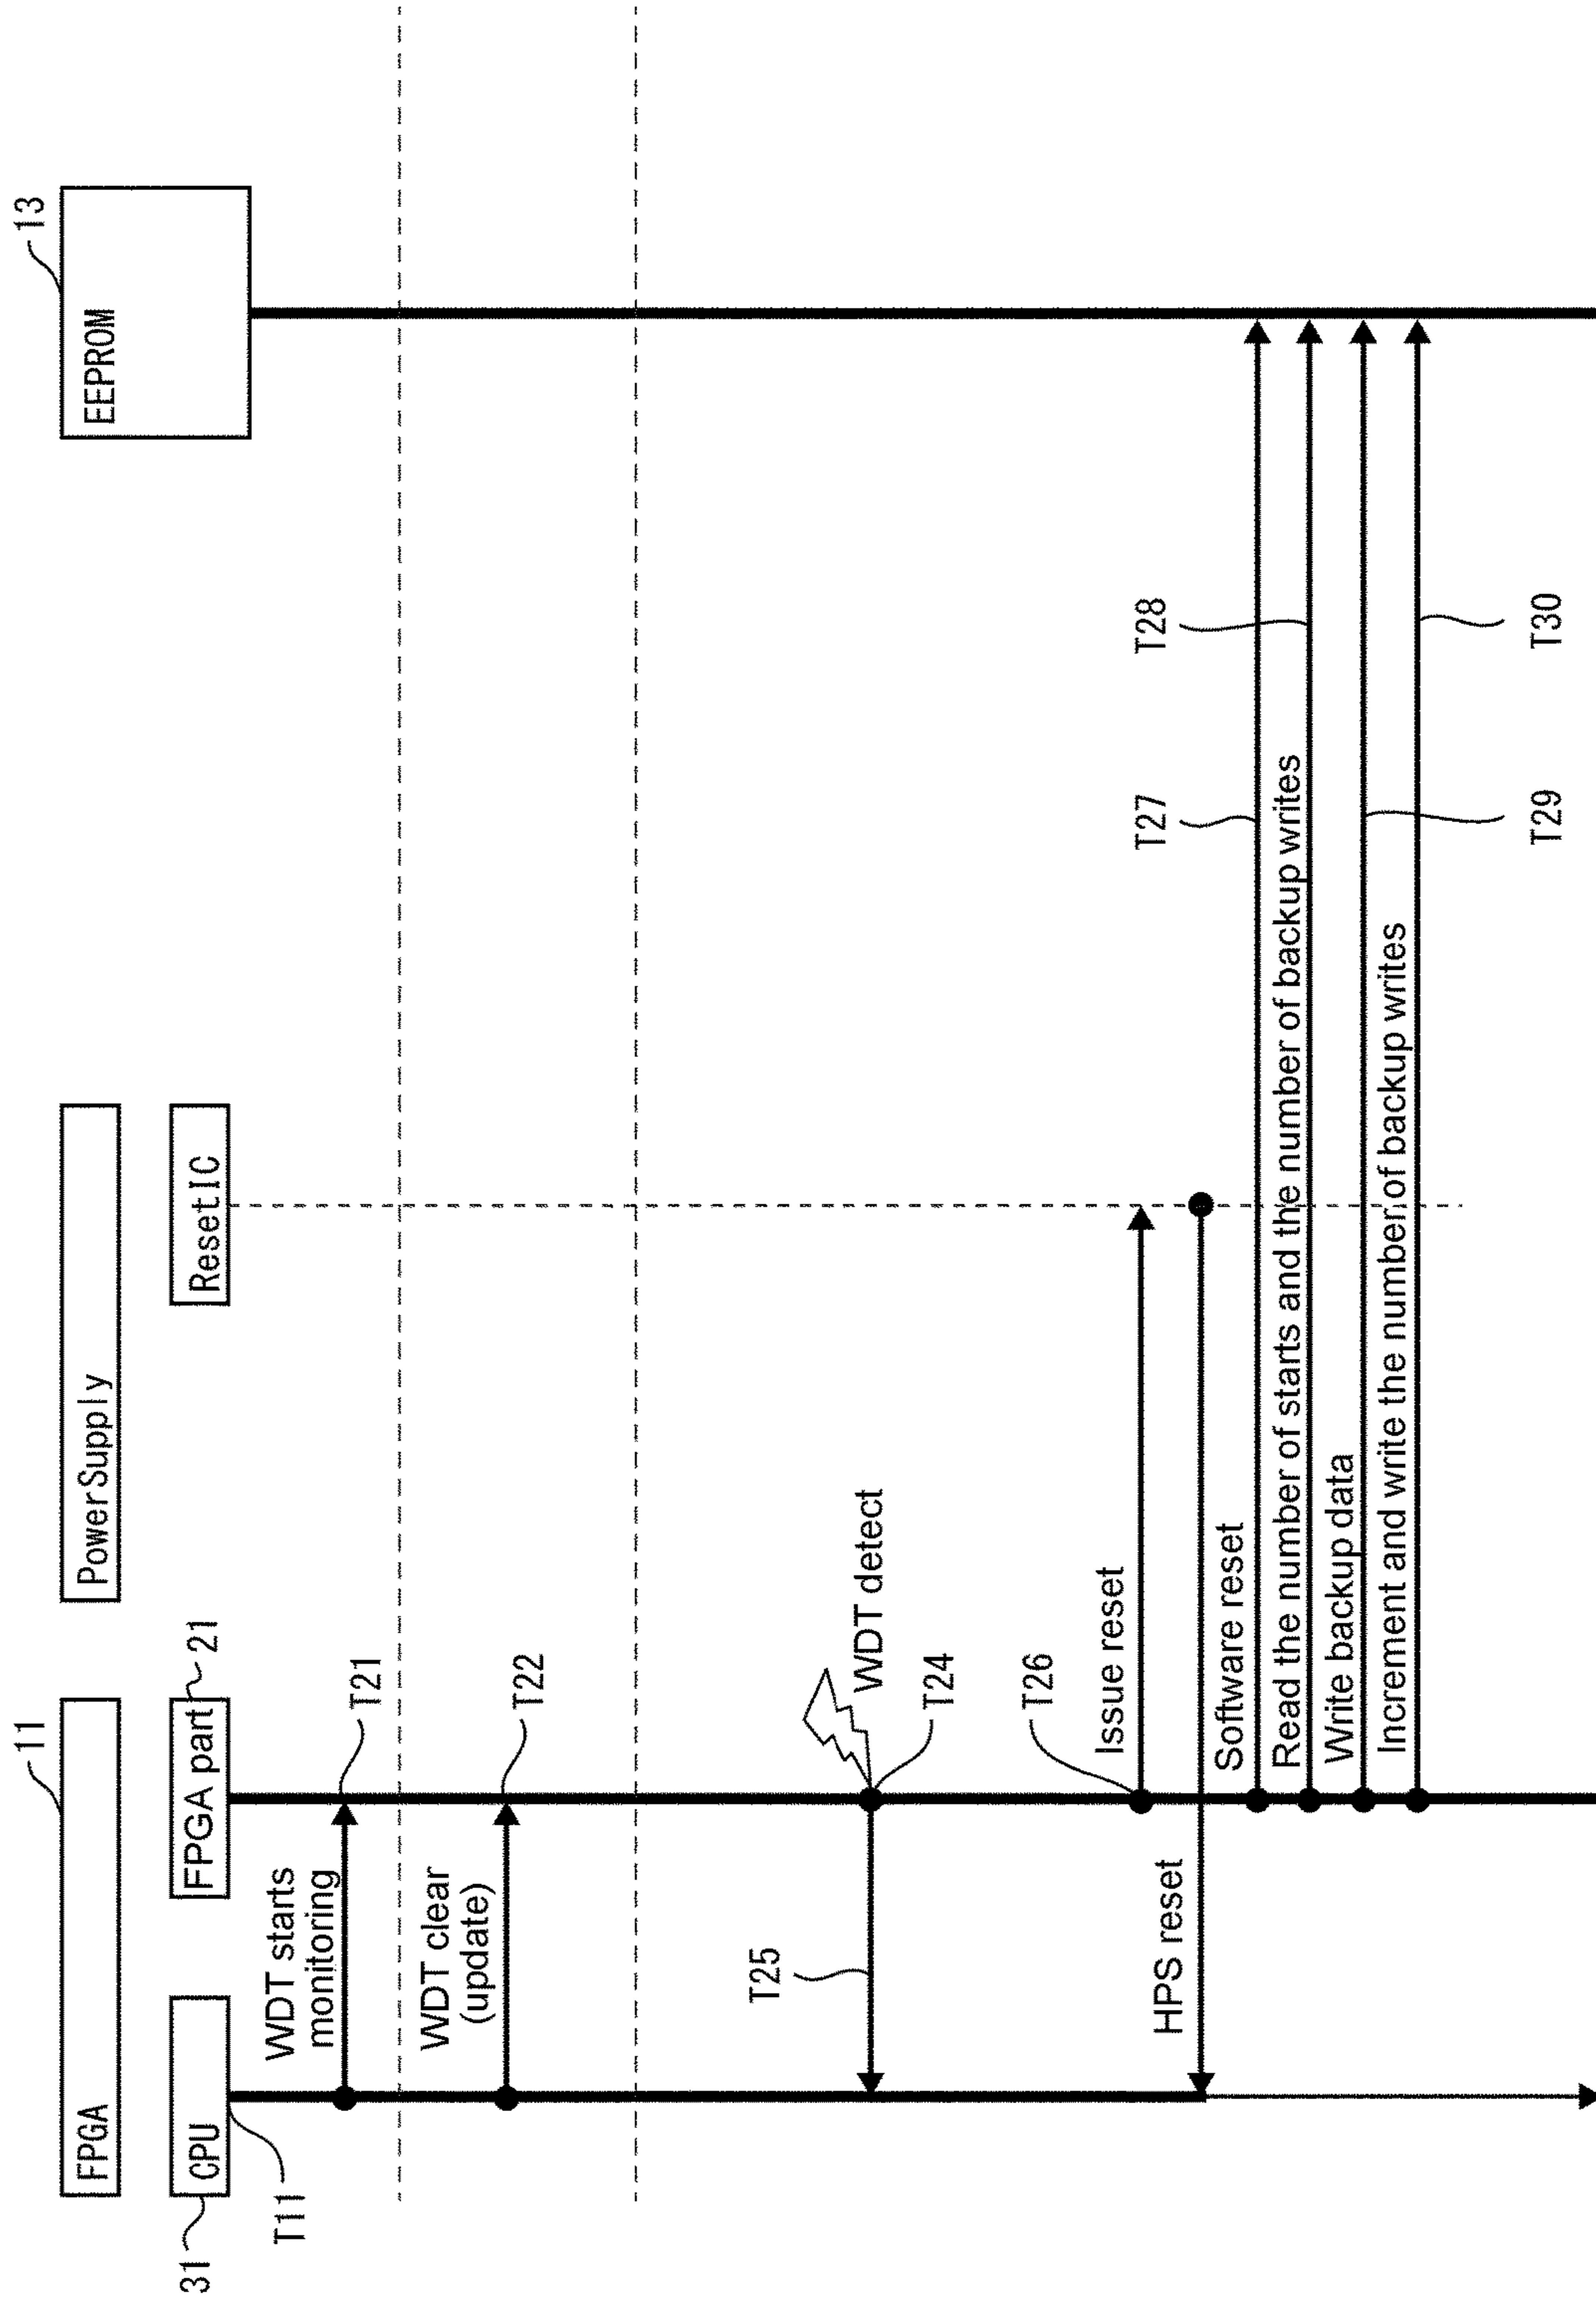 11
13
FPGA
PowerSupply
EEPROM
31
CPU
FPGA part
21
ResetIC
T11
WDT starts
monitoring
T21
WDT clear
(update)
T22
T25
WDT detect
T24
T26
Issue reset
HPS reset
Software reset
T27
T28
Read the number of starts and the number of backup writes
Write backup data
Increment and write the number of backup writes
T29
T30